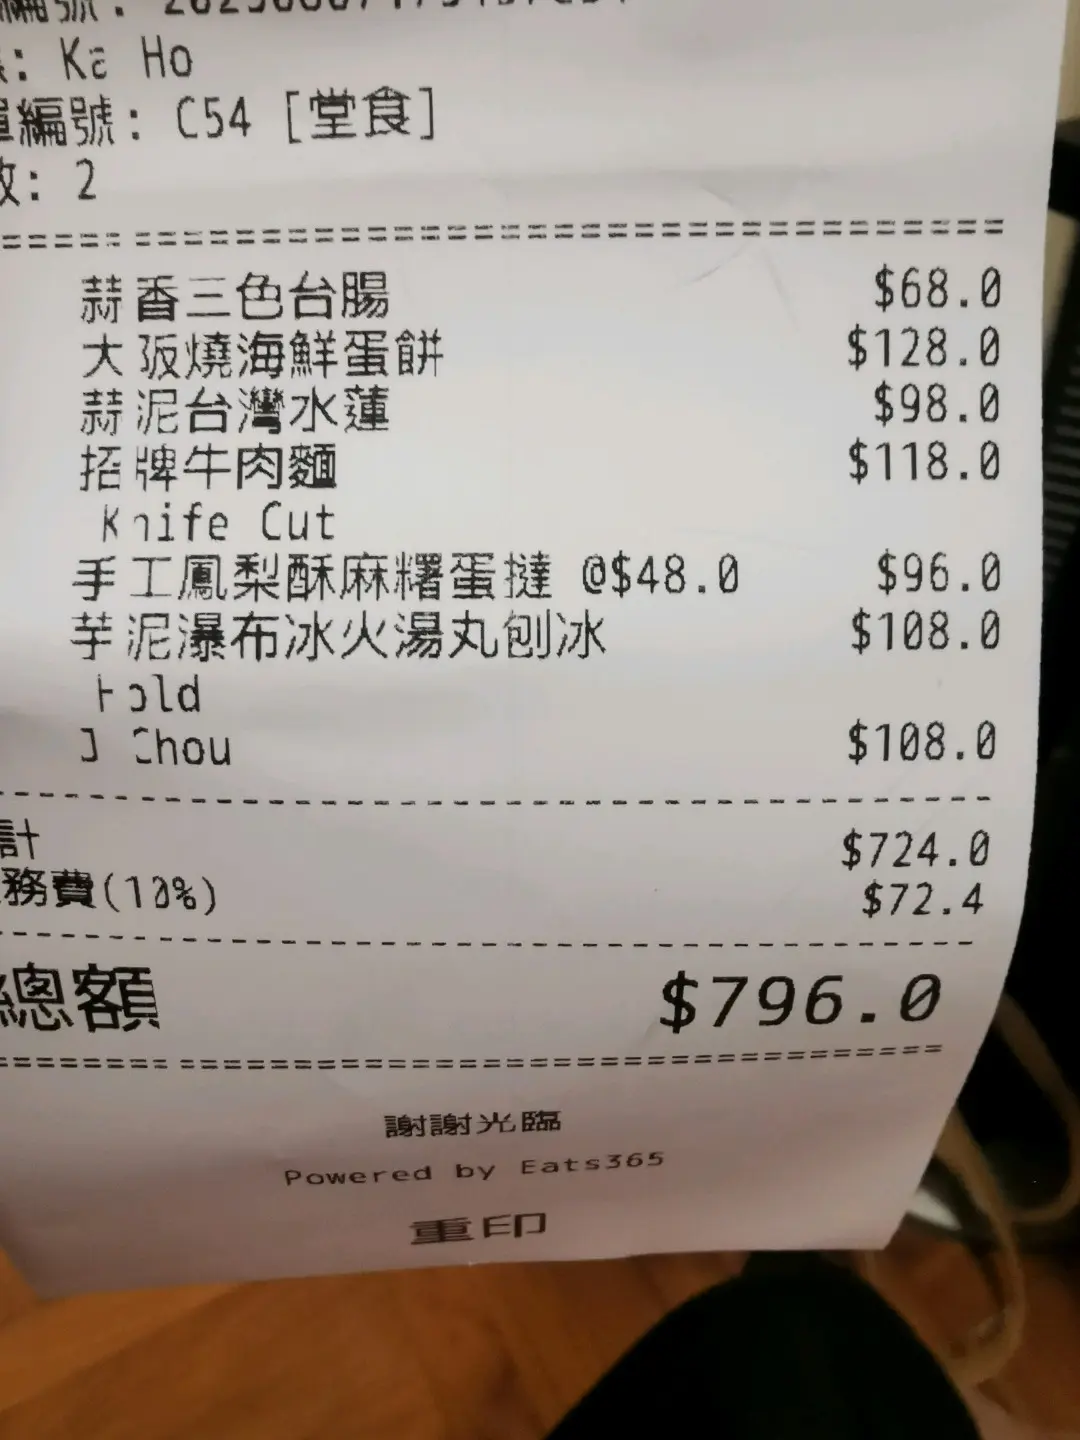 編號:
: Ka Ho
單編號: C54 [堂食]
數: 2
蒜香三色台腸 $68.0
大阪燒海鮮蛋餅 $128.0
蒜泥台灣水蓮 $98.0
招牌牛肉麵 $118.0
Knife Cut
手工鳳梨酥麻糬蛋撻 @$48.0 $96.0
芋泥瀑布冰火湯丸刨冰 $108.0
Hold
Chou $108.0
計 $724.0
務費(10%) $72.4
總額 $796.0
謝謝光臨
Powered by Eats365
重印